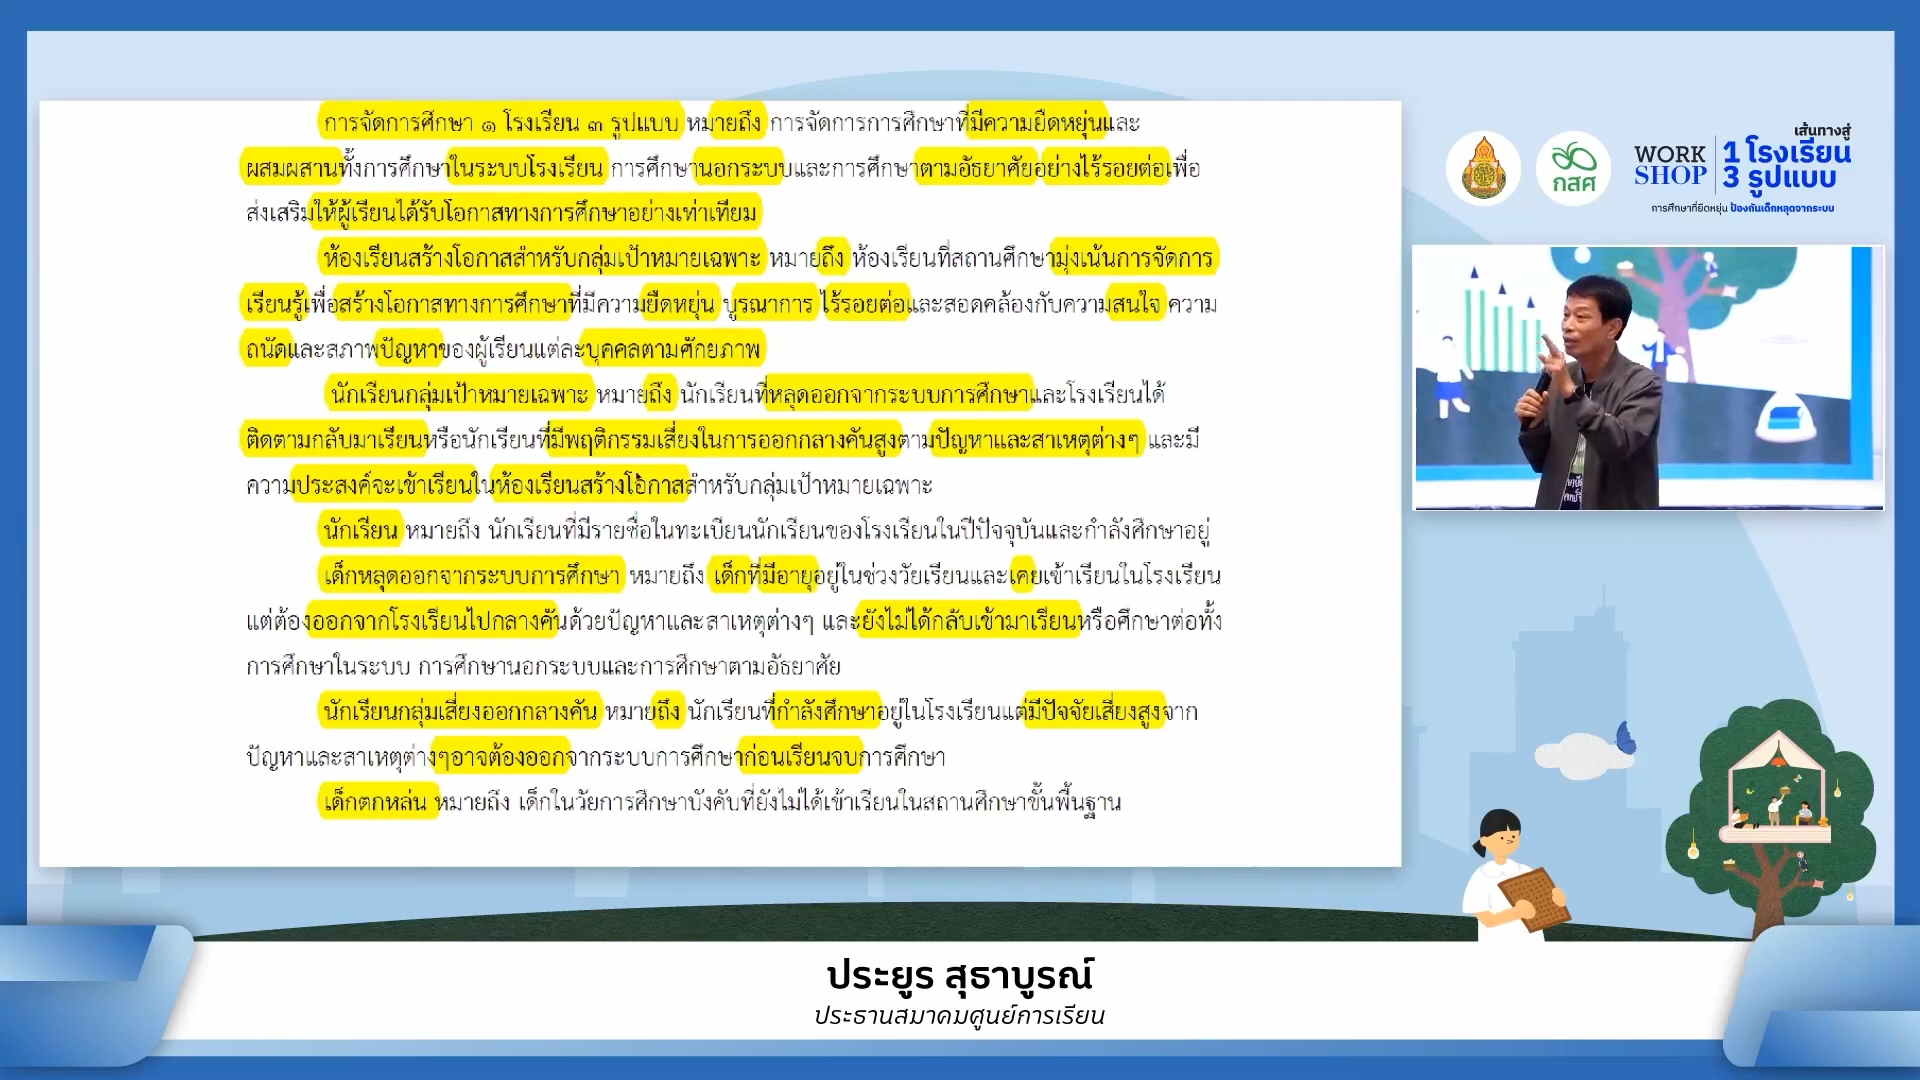 การจัดการศึกษา ๑ โรงเรียน ๓ รูปแบบ หมายถึง การจัดการการศึกษาที่มีความยืดหยุ่นและ
ผสมผสานทั้งการศึกษาในระบบโรงเรียน การศึกษานอกระบบและการศึกษาตามอัธยาศัยอย่างไร้รอยต่อเพื่อ
ส่งเสริมให้ผู้เรียนได้รับโอกาสทางการศึกษาอย่างเท่าเทียม
ห้องเรียนสร้างโอกาสสำหรับกลุ่มเป้าหมายเฉพาะ หมายถึง ห้องเรียนที่สถานศึกษามุ่งเน้นการจัดการ
เรียนรู้เพื่อสร้างโอกาสทางการศึกษาที่มีความยืดหยุ่น บูรณาการ ไร้รอยต่อและสอดคล้องกับความสนใจ ความ
ถนัดและสภาพปัญหาของผู้เรียนแต่ละบุคคลตามศักยภาพ
นักเรียนกลุ่มเป้าหมายเฉพาะ หมายถึง นักเรียนที่หลุดออกจากระบบการศึกษาและโรงเรียนได้
ติดตามกลับมาเรียนหรือนักเรียนที่มีพฤติกรรมเสี่ยงในการออกกลางคันสูงตามปัญหาและสาเหตุต่างๆ และมี
ความประสงค์จะเข้าเรียนในห้องเรียนสร้างโอกาสสำหรับกลุ่มเป้าหมายเฉพาะ
นักเรียน หมายถึง นักเรียนที่มีรายชื่อในทะเบียนนักเรียนของโรงเรียนในปีปัจจุบันและกำลังศึกษาอยู่
เด็กหลุดออกจากระบบการศึกษา หมายถึง เด็กที่มีอายุอยู่ในช่วงวัยเรียนและเคยเข้าเรียนในโรงเรียน
แต่ต้องออกจากโรงเรียนไปกลางคันด้วยปัญหาและสาเหตุต่างๆ และยังไม่ได้กลับเข้ามาเรียนหรือศึกษาต่อทั้ง
การศึกษาในระบบ การศึกษานอกระบบและการศึกษาตามอัธยาศัย
นักเรียนกลุ่มเสี่ยงออกกลางคัน หมายถึง นักเรียนที่กำลังศึกษาอยู่ในโรงเรียนแต่มีปัจจัยเสี่ยงสูงจาก
ปัญหาและสาเหตุต่างๆอาจต้องออกจากระบบการศึกษาก่อนเรียนจบการศึกษา
เด็กตกหล่น หมายถึง เด็กในวัยการศึกษาบังคับที่ยังไม่ได้เข้าเรียนในสถานศึกษาขั้นพื้นฐาน
กสศ
WORK
SHOP
เส้นทางสู่
1 โรงเรียน
3 รูปแบบ
การศึกษาที่ยืดหยุ่น ป้องกันเด็กหลุดจากระบบ
ประยูร สุธาบูรณ์
ประธานสมาคมศูนย์การเรียน